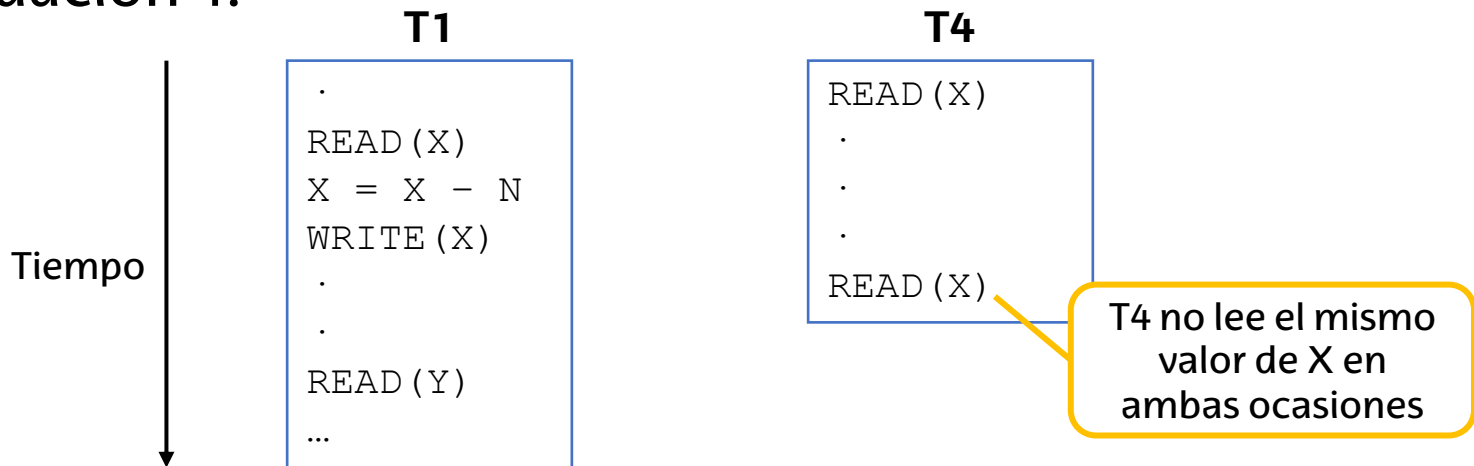 T1
.
READ(X)
X = X - N
WRITE(X)
.
.
READ(Y)
…
T4
READ(X)
.
.
.
READ(X)
Tiempo
T4 no lee el mismo
valor de X en
ambas ocasiones